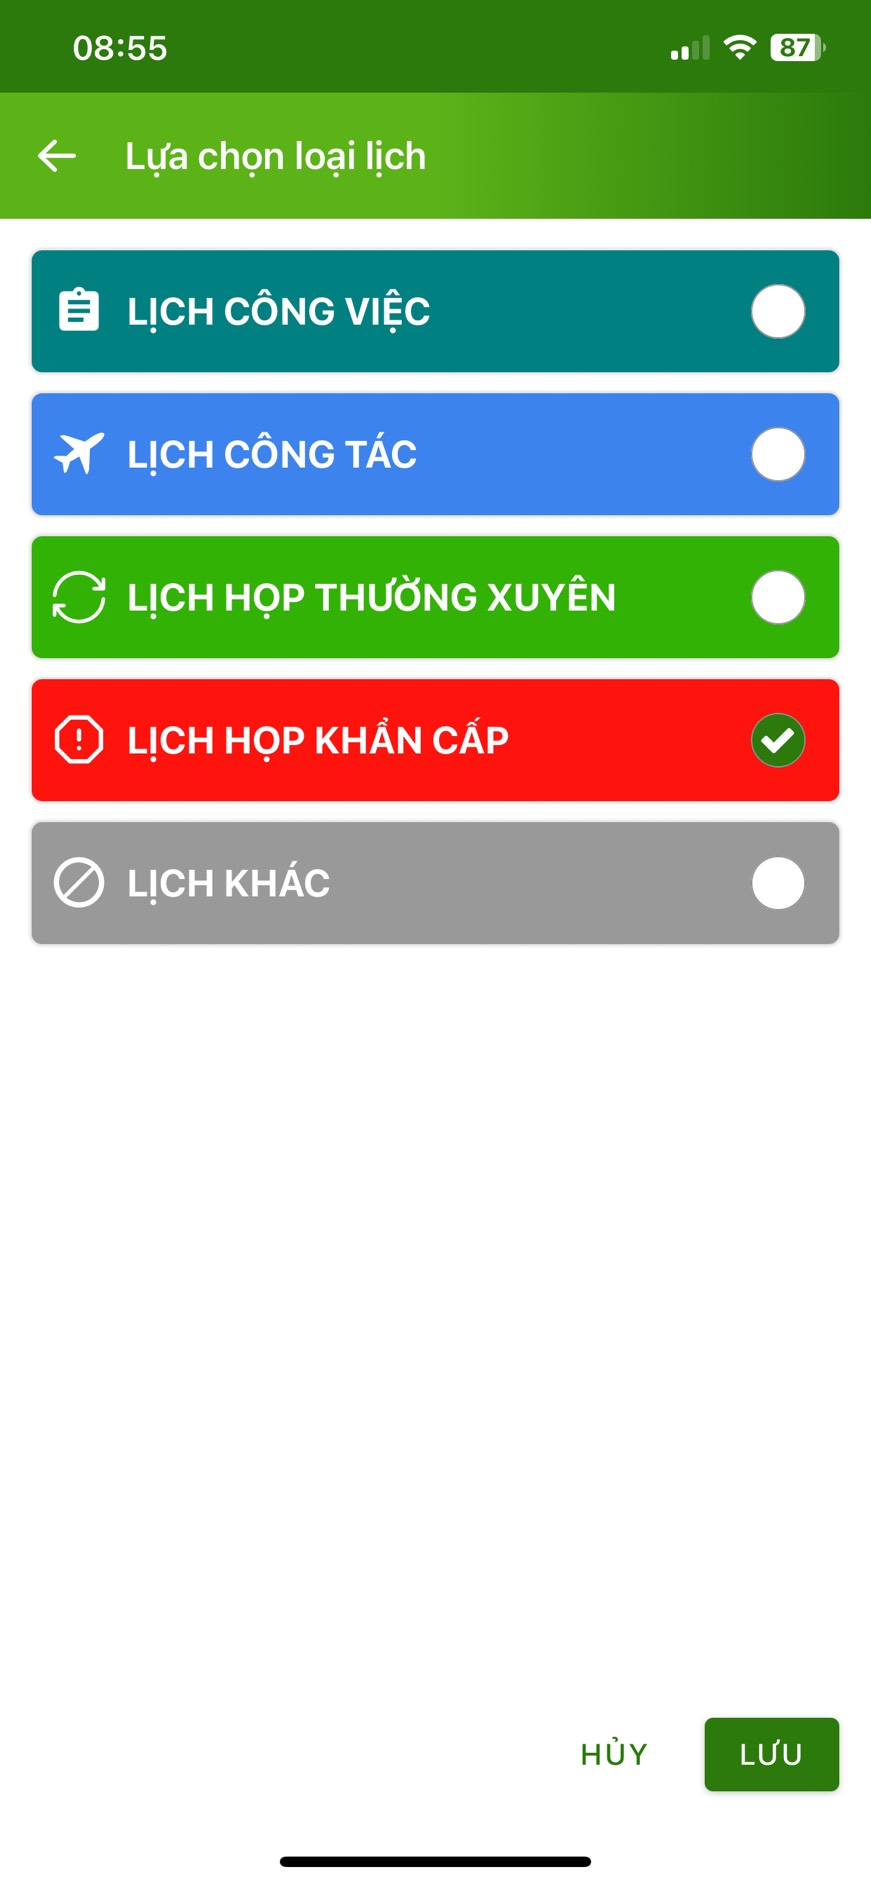 08:55
87
Lựa chọn loại lịch
LỊCH CÔNG VIỆC
LỊCH CÔNG TÁC
LỊCH HỌP THƯỜNG XUYÊN
LỊCH HỌP KHẨN CẤP
LỊCH KHÁC
HỦY
LƯU